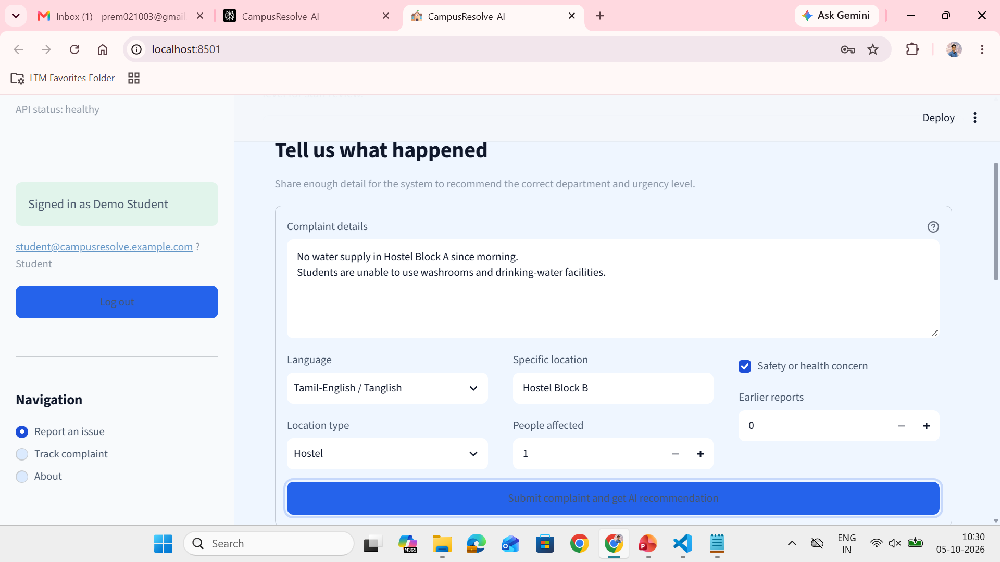 Inbox (1) - prem021003@gmail.
CampusResolve-AI
CampusResolve-AI
Ask Gemini
localhost:8501
LTM Favorites Folder
API status: healthy
Signed in as Demo Student
student@campusresolve.example.com ?
Student
Log out
Navigation
Report an issue
Track complaint
About
Deploy
Tell us what happened
Share enough detail for the system to recommend the correct department and urgency level.
Complaint details
No water supply in Hostel Block A since morning.
Students are unable to use washrooms and drinking-water facilities.
Language
Tamil-English / Tanglish
Specific location
Hostel Block B
Safety or health concern
Earlier reports
0
Location type
Hostel
People affected
1
Submit complaint and get AI recommendation
Search
M365
ENG
IN
10:30
05-10-2026